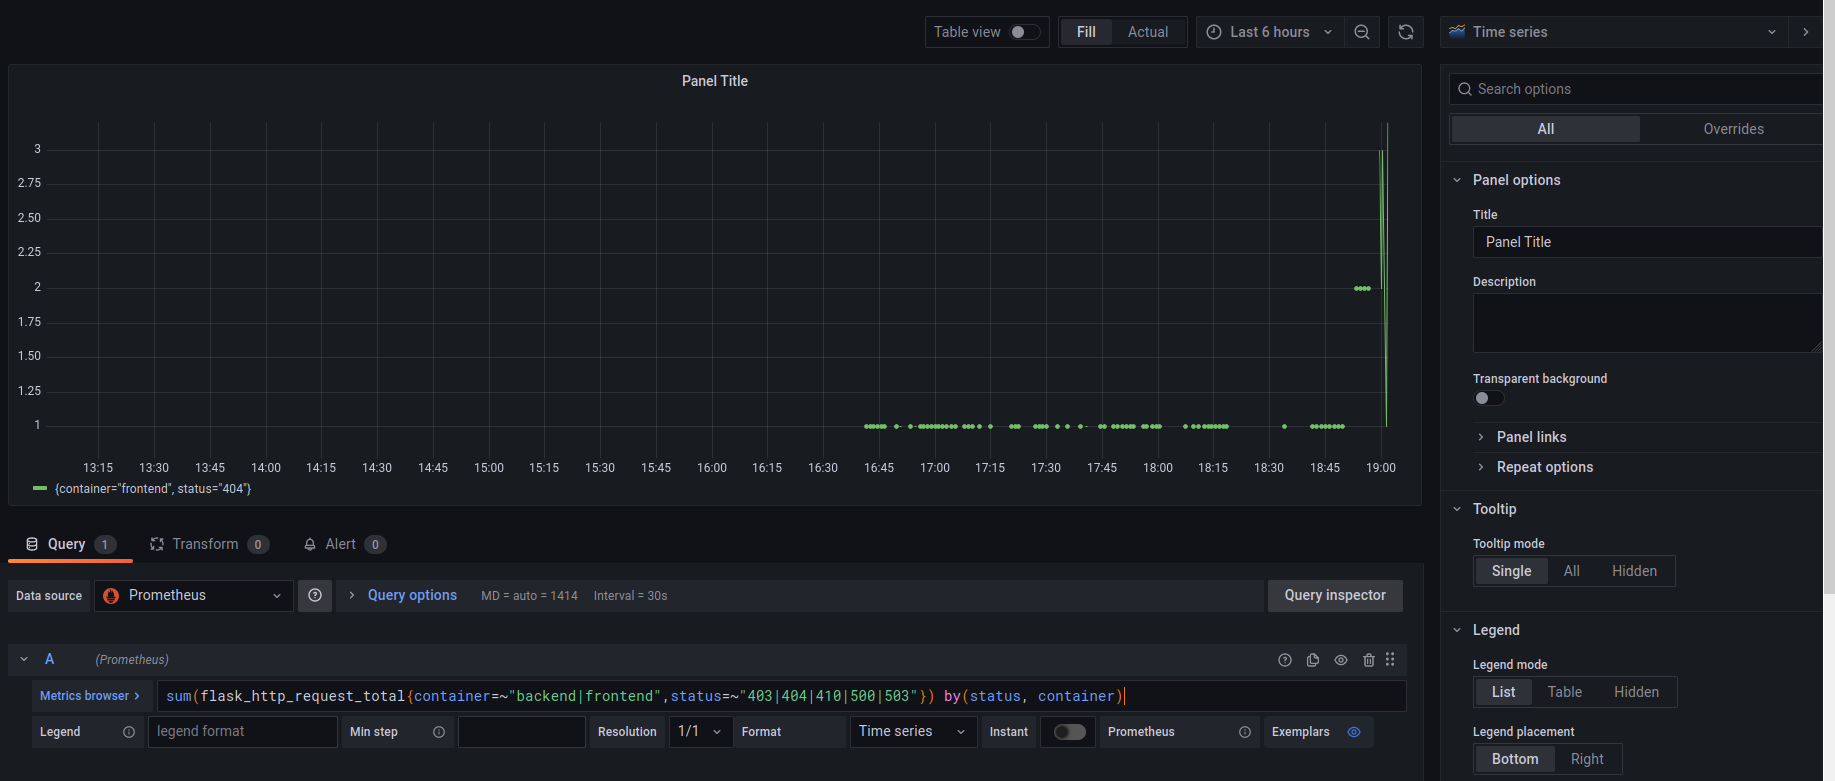 Table view Fill Actual Last 6 hours Time series
Panel Title
Search options
All Overrides
3
2.75
2.50
2.25
2
1.75
1.50
1.25
1
13:15 13:30 13:45 14:00 14:15 14:30 14:45 15:00 15:15 15:30 15:45 16:00 16:15 16:30 16:45 17:00 17:15 17:30 17:45 18:00 18:15 18:30 18:45 19:00
{container="frontend", status="404"}
Panel options
Title
Panel Title
Description
Transparent background
Panel links
Repeat options
Query 1 Transform 0 Alert 0
Data source Prometheus Query options MD = auto = 1414 Interval = 30s Query inspector
A (Prometheus)
Metrics browser > sum(flask_http_request_total{container=~"backend|frontend",status=~"403|404|410|500|503"}) by(status, container)
Legend legend format Min step Resolution 1/1 Format Time series Instant Prometheus Exemplars
Tooltip
Tooltip mode
Single All Hidden
Legend
Legend mode
List Table Hidden
Legend placement
Bottom Right